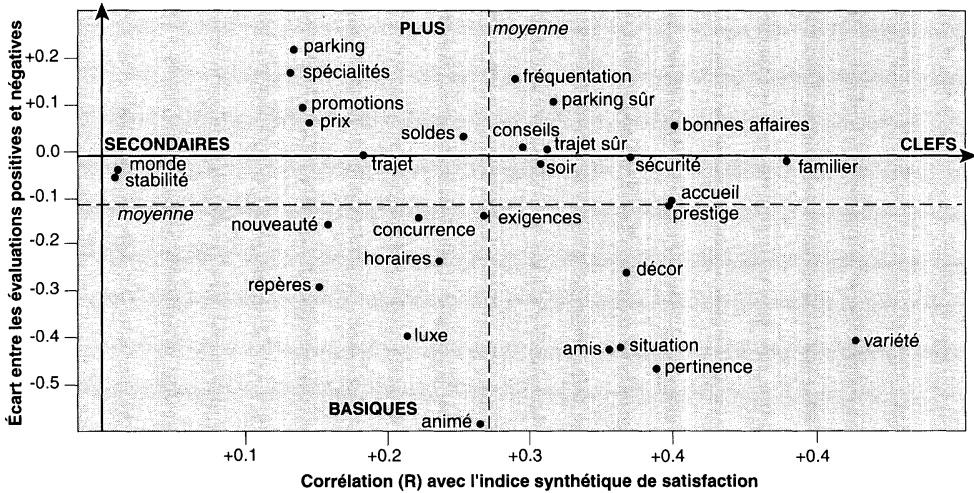 Écart entre les évaluations positives et négatives
+0.2
+0.1
0.0
-0.1
-0.2
-0.3
-0.4
-0.5
PLUS
moyenne
parking
spécialités
promotions
prix
fréquentation
parking sûr
soldes
conseils
bonnes affaires
SECONDAIRES
trajet sûr
CLEFS
monde
trajet
soir
sécurité
familier
stabilité
accueil
moyenne
prestige
nouveauté
concurrence
exigences
horaires
décor
repères
luxe
amis
situation
variété
pertinence
BASIQUES
animé
+0.1
+0.2
+0.3
+0.4
+0.4
Corrélation (R) avec l'indice synthétique de satisfaction